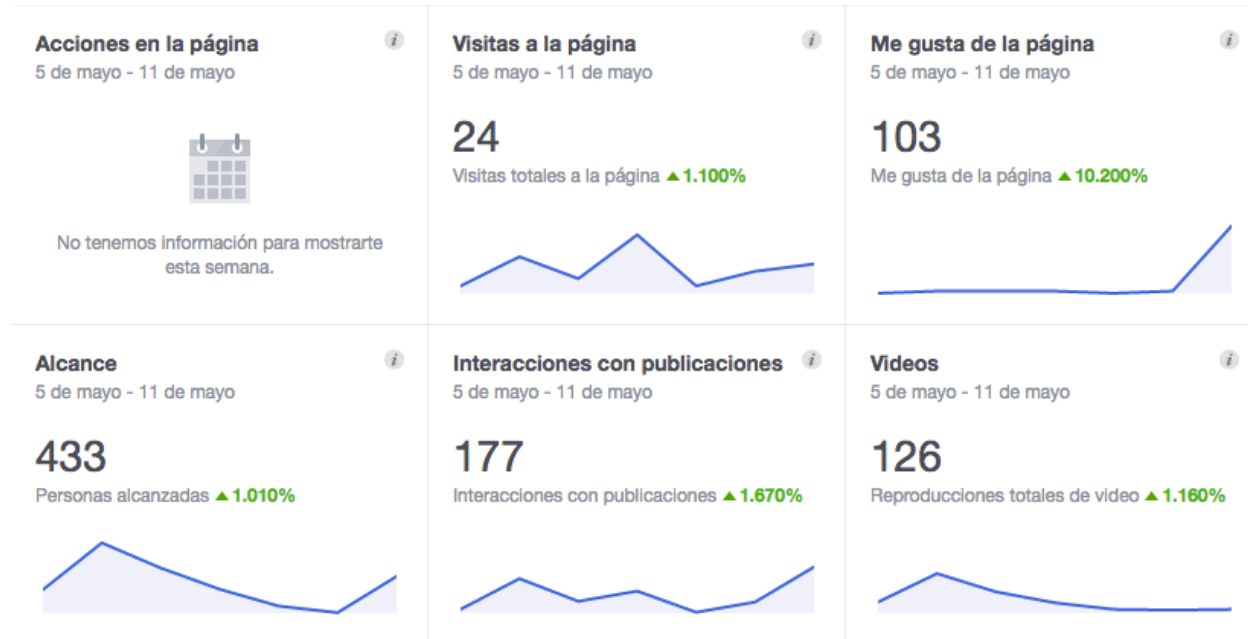 Acciones en la página
5 de mayo - 11 de mayo
No tenemos información para mostrarte
esta semana.
Visitas a la página
5 de mayo - 11 de mayo
24
Visitas totales a la página ▲ 1.100%
Me gusta de la página
5 de mayo - 11 de mayo
103
Me gusta de la página ▲ 10.200%
Alcance
5 de mayo - 11 de mayo
433
Personas alcanzadas ▲ 1.010%
Interacciones con publicaciones
5 de mayo - 11 de mayo
177
Interacciones con publicaciones ▲ 1.670%
Videos
5 de mayo - 11 de mayo
126
Reproducciones totales de video ▲ 1.160%